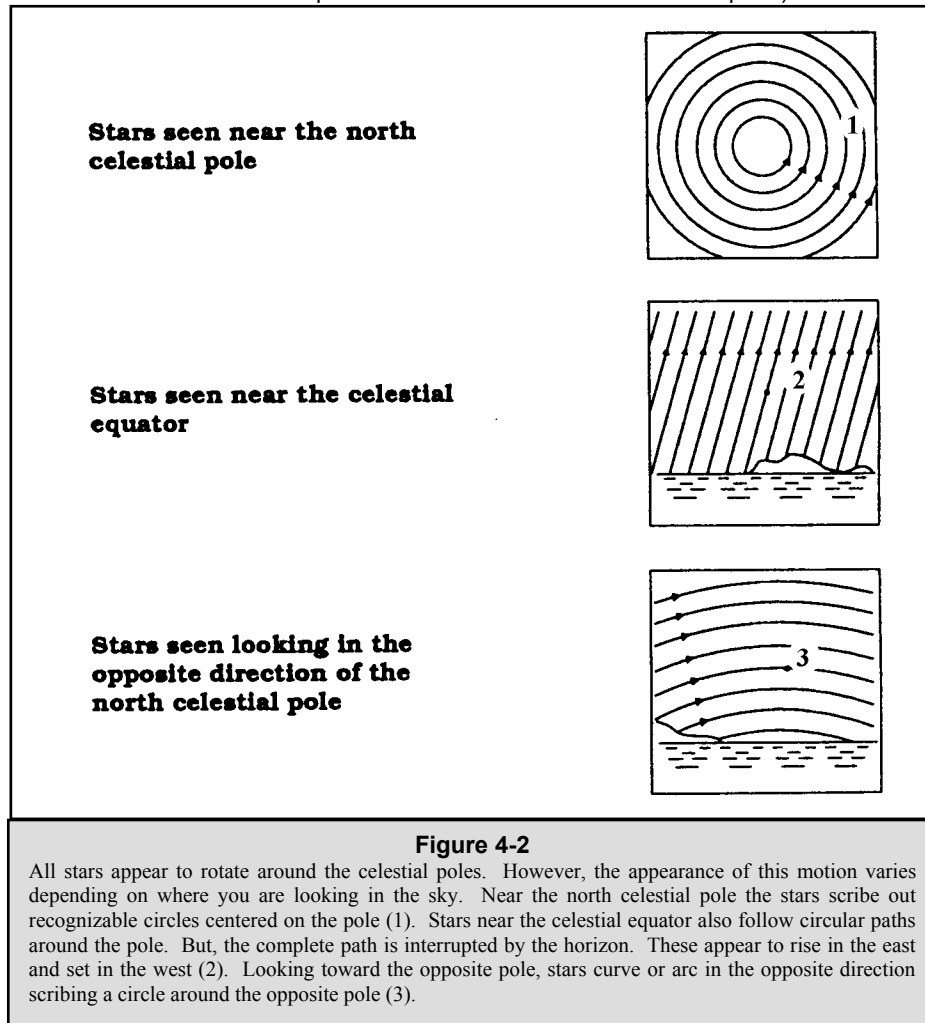 Stars seen near the north
celestial pole
1
Stars seen near the celestial
equator
2
Stars seen looking in the
opposite direction of the
north celestial pole
3
Figure 4-2
All stars appear to rotate around the celestial poles. However, the appearance of this motion varies
depending on where you are looking in the sky. Near the north celestial pole the stars scribe out
recognizable circles centered on the pole (1). Stars near the celestial equator also follow circular paths
around the pole. But, the complete path is interrupted by the horizon. These appear to rise in the east
and set in the west (2). Looking toward the opposite pole, stars curve or arc in the opposite direction
scribing a circle around the opposite pole (3).